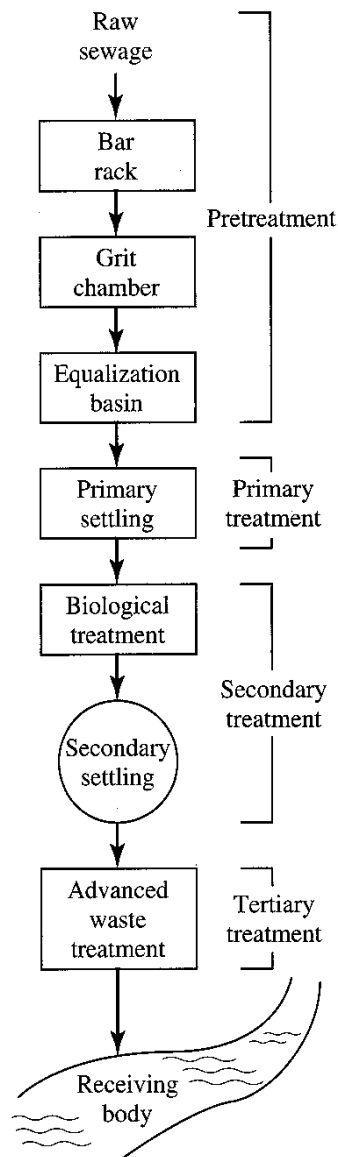 Raw
sewage
Bar
rack
Pretreatment
Grit
chamber
Equalization
basin
Primary
settling
Primary
treatment
Biological
treatment
Secondary
treatment
Secondary
settling
Advanced
waste
treatment
Tertiary
treatment
Receiving
body